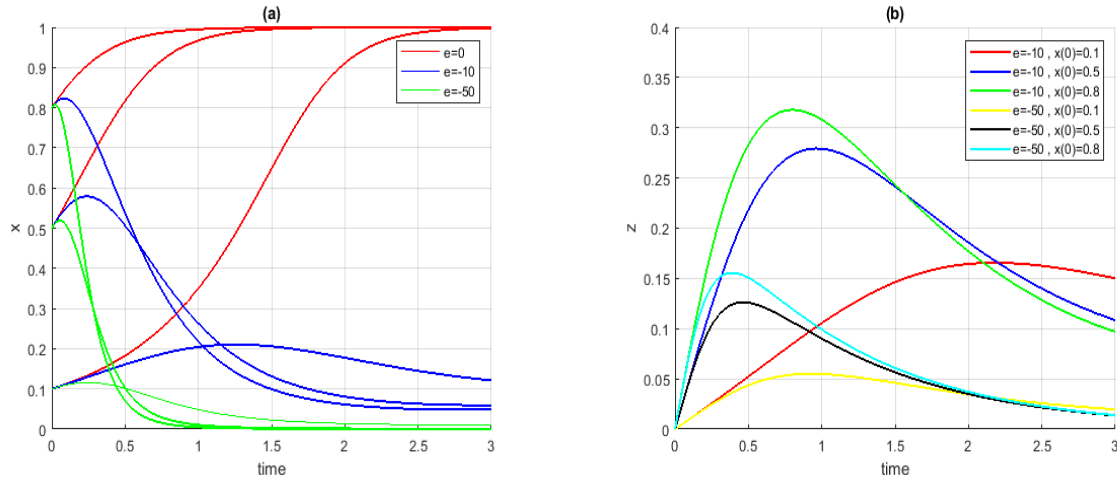 (a)
x
1
0.9
0.8
0.7
0.6
0.5
0.4
0.3
0.2
0.1
0
0 0.5 1 1.5 2 2.5 3
time
e=0
e=-10
e=-50
(b)
z
0.4
0.35
0.3
0.25
0.2
0.15
0.1
0.05
0
0 0.5 1 1.5 2 2.5 3
time
e=-10 , x(0)=0.1
e=-10 , x(0)=0.5
e=-10 , x(0)=0.8
e=-50 , x(0)=0.1
e=-50 , x(0)=0.5
e=-50 , x(0)=0.8